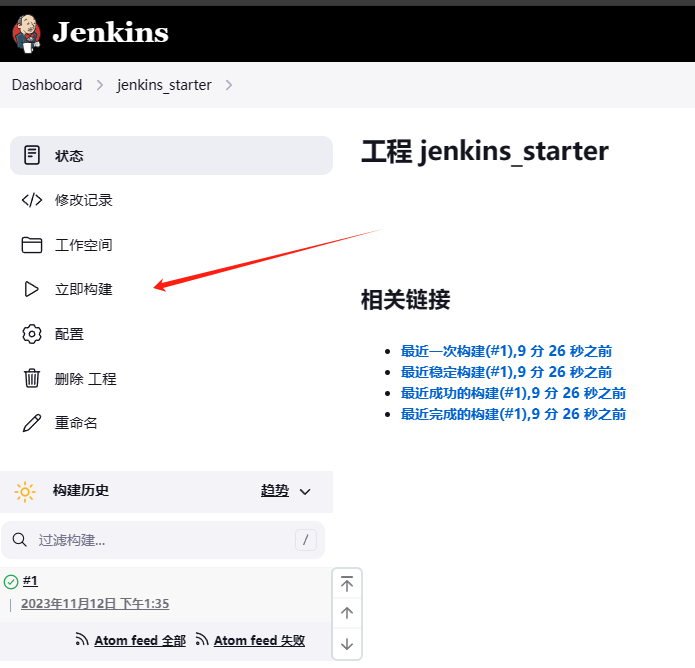 Jenkins
Dashboard > jenkins_starter >
状态
修改记录
工作空间
立即构建
配置
删除 工程
重命名
工程 jenkins_starter
相关链接
最近一次构建(#1),9 分 26 秒之前
最近稳定构建(#1),9 分 26 秒之前
最近成功的构建(#1),9 分 26 秒之前
最近完成的构建(#1),9 分 26 秒之前
构建历史 趋势
过滤构建... /
#1
2023年11月12日 下午1:35
Atom feed 全部 Atom feed 失败